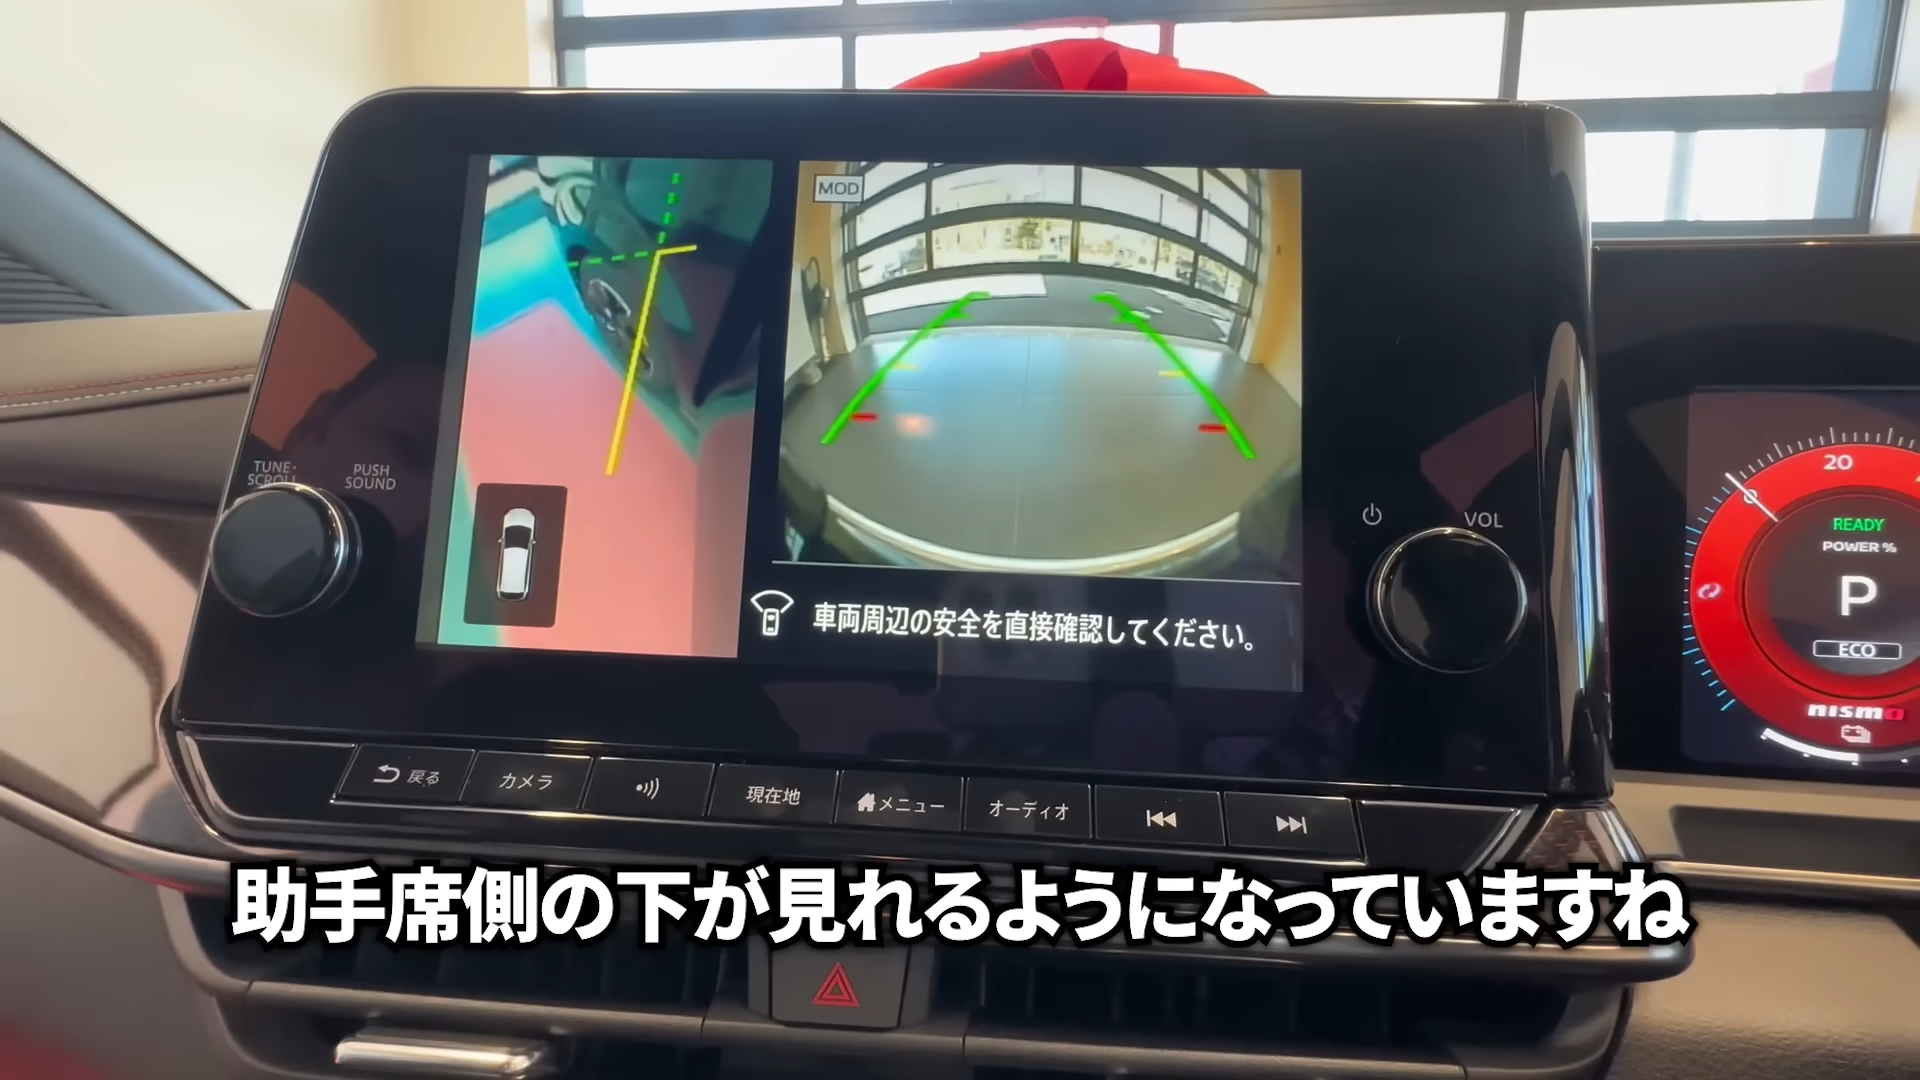 MOD
TUNE・
SCROLL
PUSH
SOUND
VOL
車両周辺の安全を直接確認してください。
20
0
READY
POWER %
P
ECO
nismo
戻る
カメラ
現在地
メニュー
オーディオ
助手席側の下が見れるようになっていますね